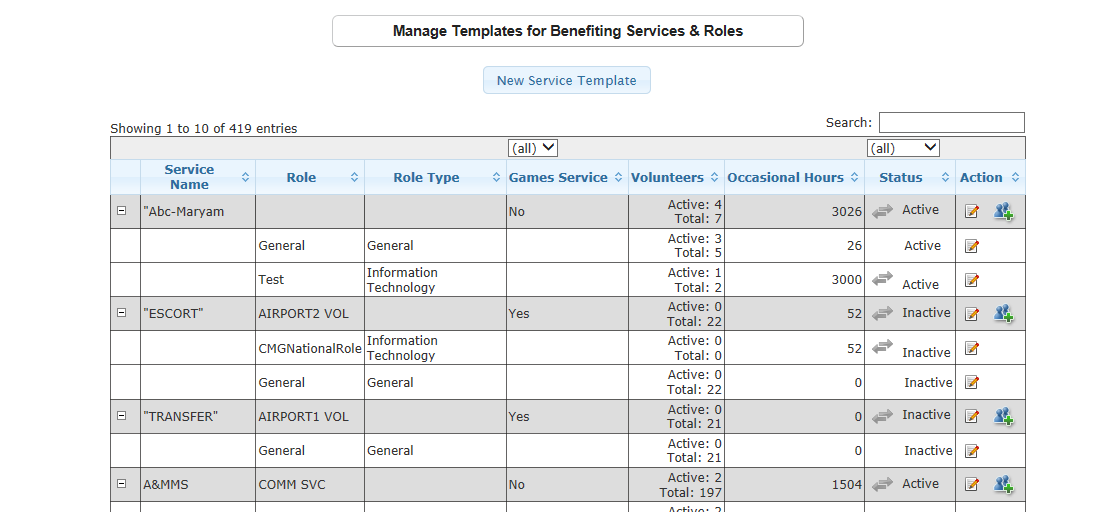 Manage Templates for Benefiting Services & Roles
New Service Template
Showing 1 to 10 of 419 entries
Search:
(all) (all)
Service Name Role Role Type Games Service Volunteers Occasional Hours Status Action
"Abc-Maryam No Active: 4 Total: 7 3026 Active
General General Active: 3 Total: 5 26 Active
Test Information Technology Active: 1 Total: 2 3000 Active
"ESCORT" AIRPORT2 VOL Yes Active: 0 Total: 22 52 Inactive
CMGNationalRole Information Technology Active: 0 Total: 0 52 Inactive
General General Active: 0 Total: 22 0 Inactive
"TRANSFER" AIRPORT1 VOL Yes Active: 0 Total: 21 0 Inactive
General General Active: 0 Total: 21 0 Inactive
A&MMS COMM SVC No Active: 2 Total: 197 1504 Active
Active: 2